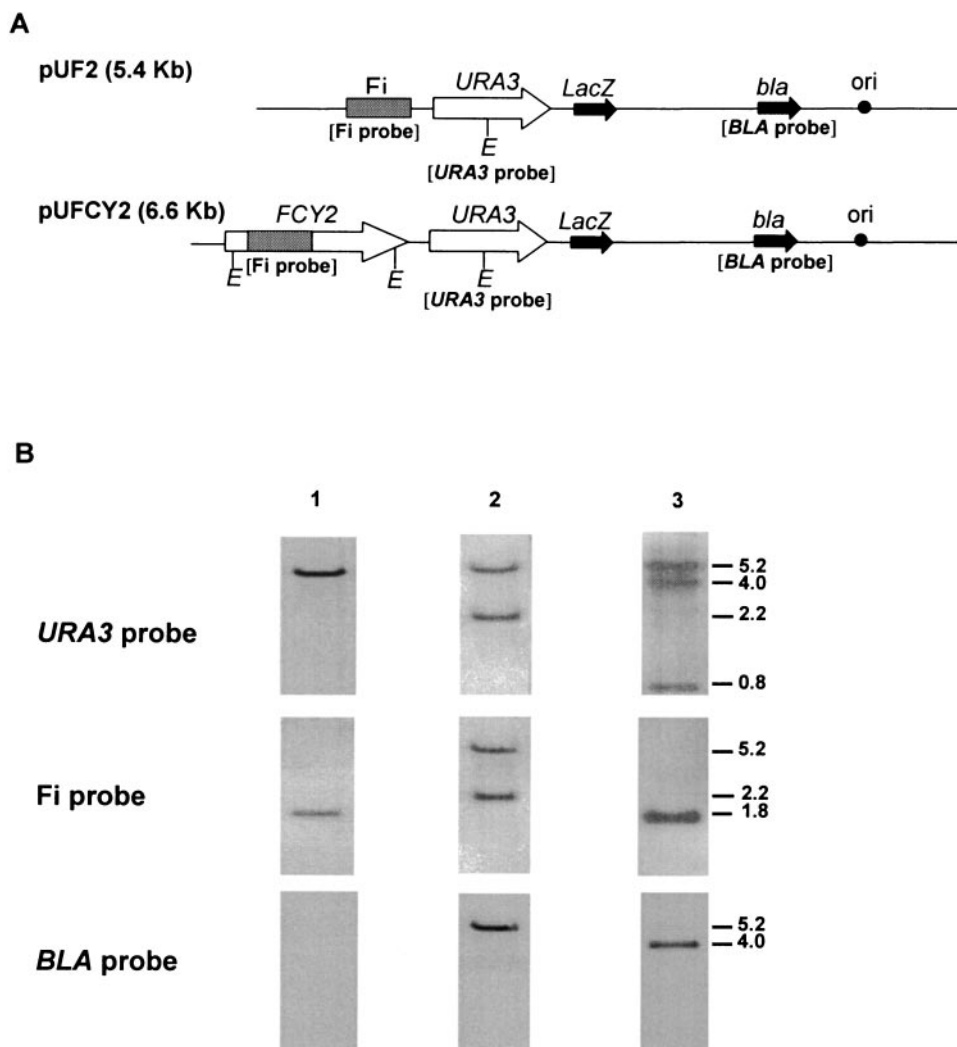 A
pUF2 (5.4 Kb)
Fi
URA3
LacZ
bla
ori
[Fi probe]
E
[BLA probe]
[URA3 probe]
pUFCY2 (6.6 Kb)
FCY2
URA3
LacZ
bla
ori
E
[Fi probe]
E
E
[BLA probe]
[URA3 probe]
B
1
2
3
URA3 probe
5.2
4.0
2.2
0.8
Fi probe
5.2
2.2
1.8
BLA probe
5.2
4.0